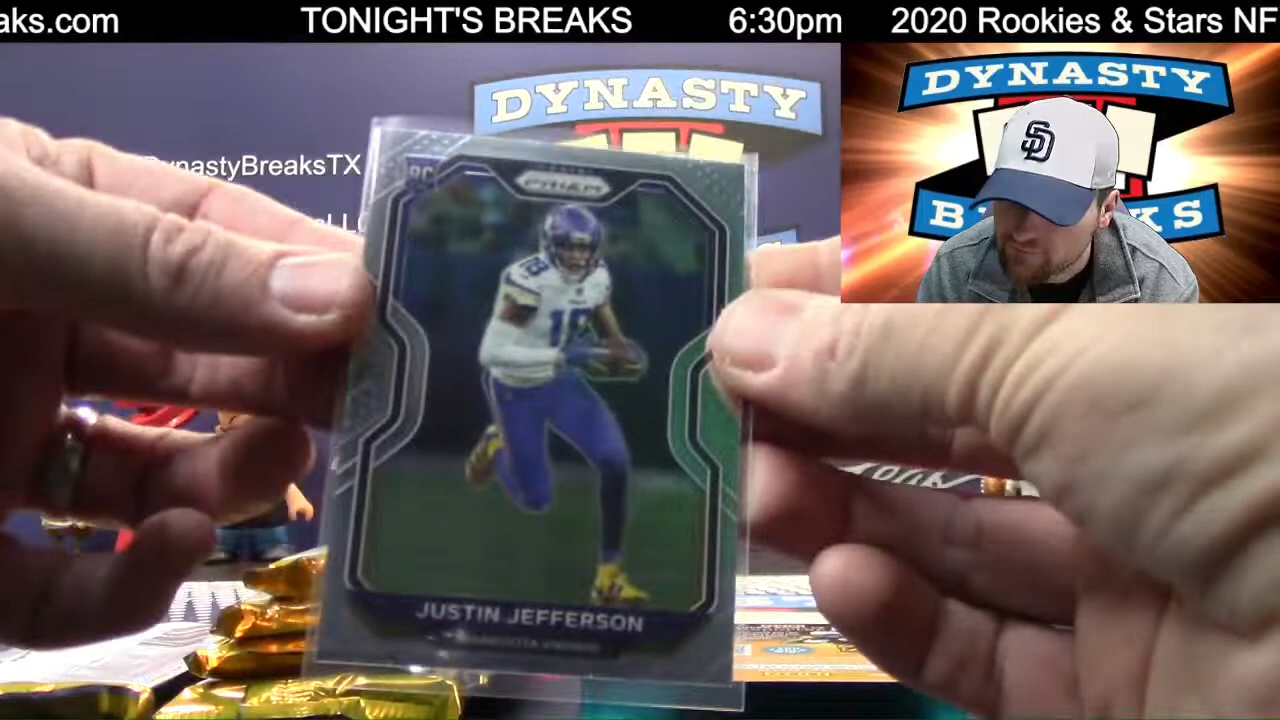 aks.com TONIGHT'S BREAKS 6:30pm 2020 Rookies & Stars NF
DYNASTY
DYNASTY
DynastyBreaksTX
SD
RC
PRIZM
18
18
JUSTIN JEFFERSON